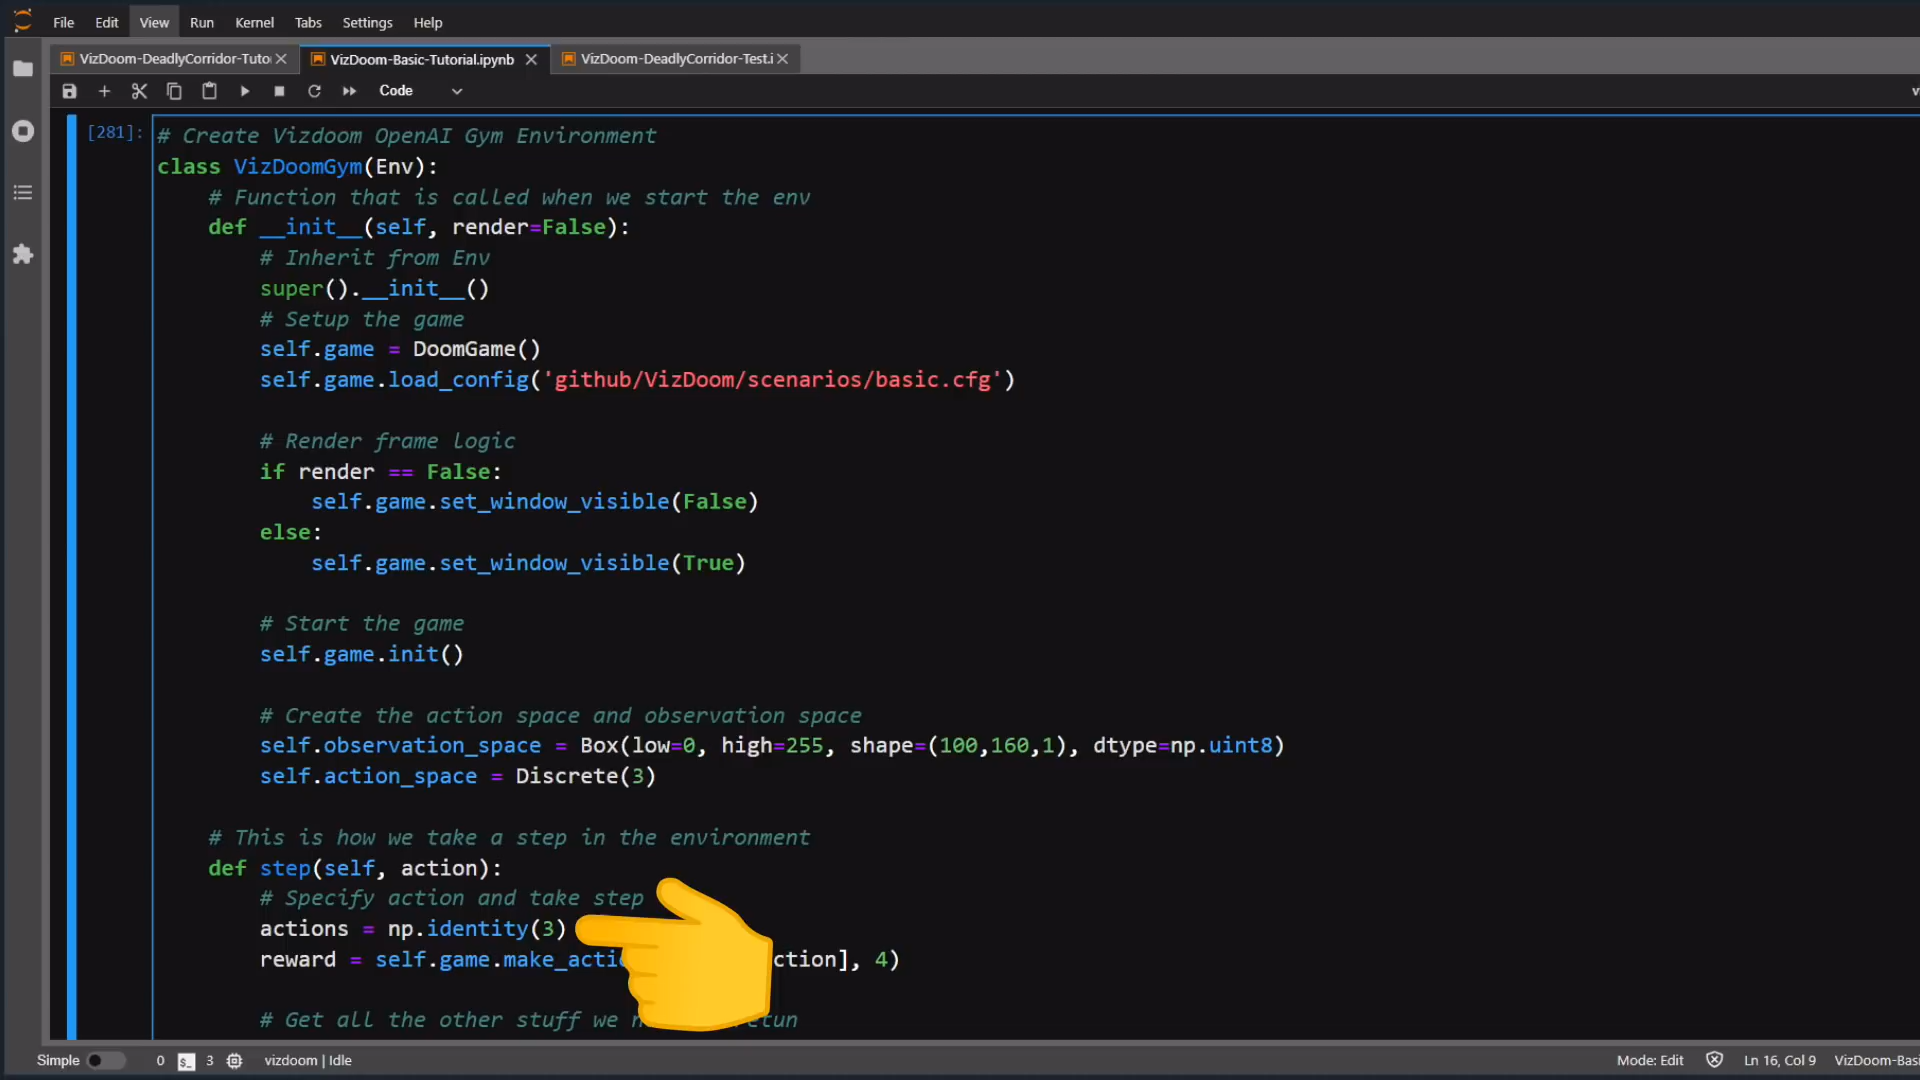 File Edit View Run Kernel Tabs Settings Help
VizDoom-DeadlyCorridor-Tuto VizDoom-Basic-Tutorial.ipynb VizDoom-DeadlyCorridor-Test.i
Code
[281]: # Create Vizdoom OpenAI Gym Environment
class VizDoomGym(Env):
# Function that is called when we start the env
def __init__(self, render=False):
# Inherit from Env
super().__init__()
# Setup the game
self.game = DoomGame()
self.game.load_config('github/VizDoom/scenarios/basic.cfg')
# Render frame logic
if render == False:
self.game.set_window_visible(False)
else:
self.game.set_window_visible(True)
# Start the game
self.game.init()
# Create the action space and observation space
self.observation_space = Box(low=0, high=255, shape=(100,160,1), dtype=np.uint8)
self.action_space = Discrete(3)
# This is how we take a step in the environment
def step(self, action):
# Specify action and take step
actions = np.identity(3)
reward = self.game.make_acti ction], 4)
# Get all the other stuff we
Simple 0 3 vizdoom | Idle Mode: Edit Ln 16, Col 9 VizDoom-Basi